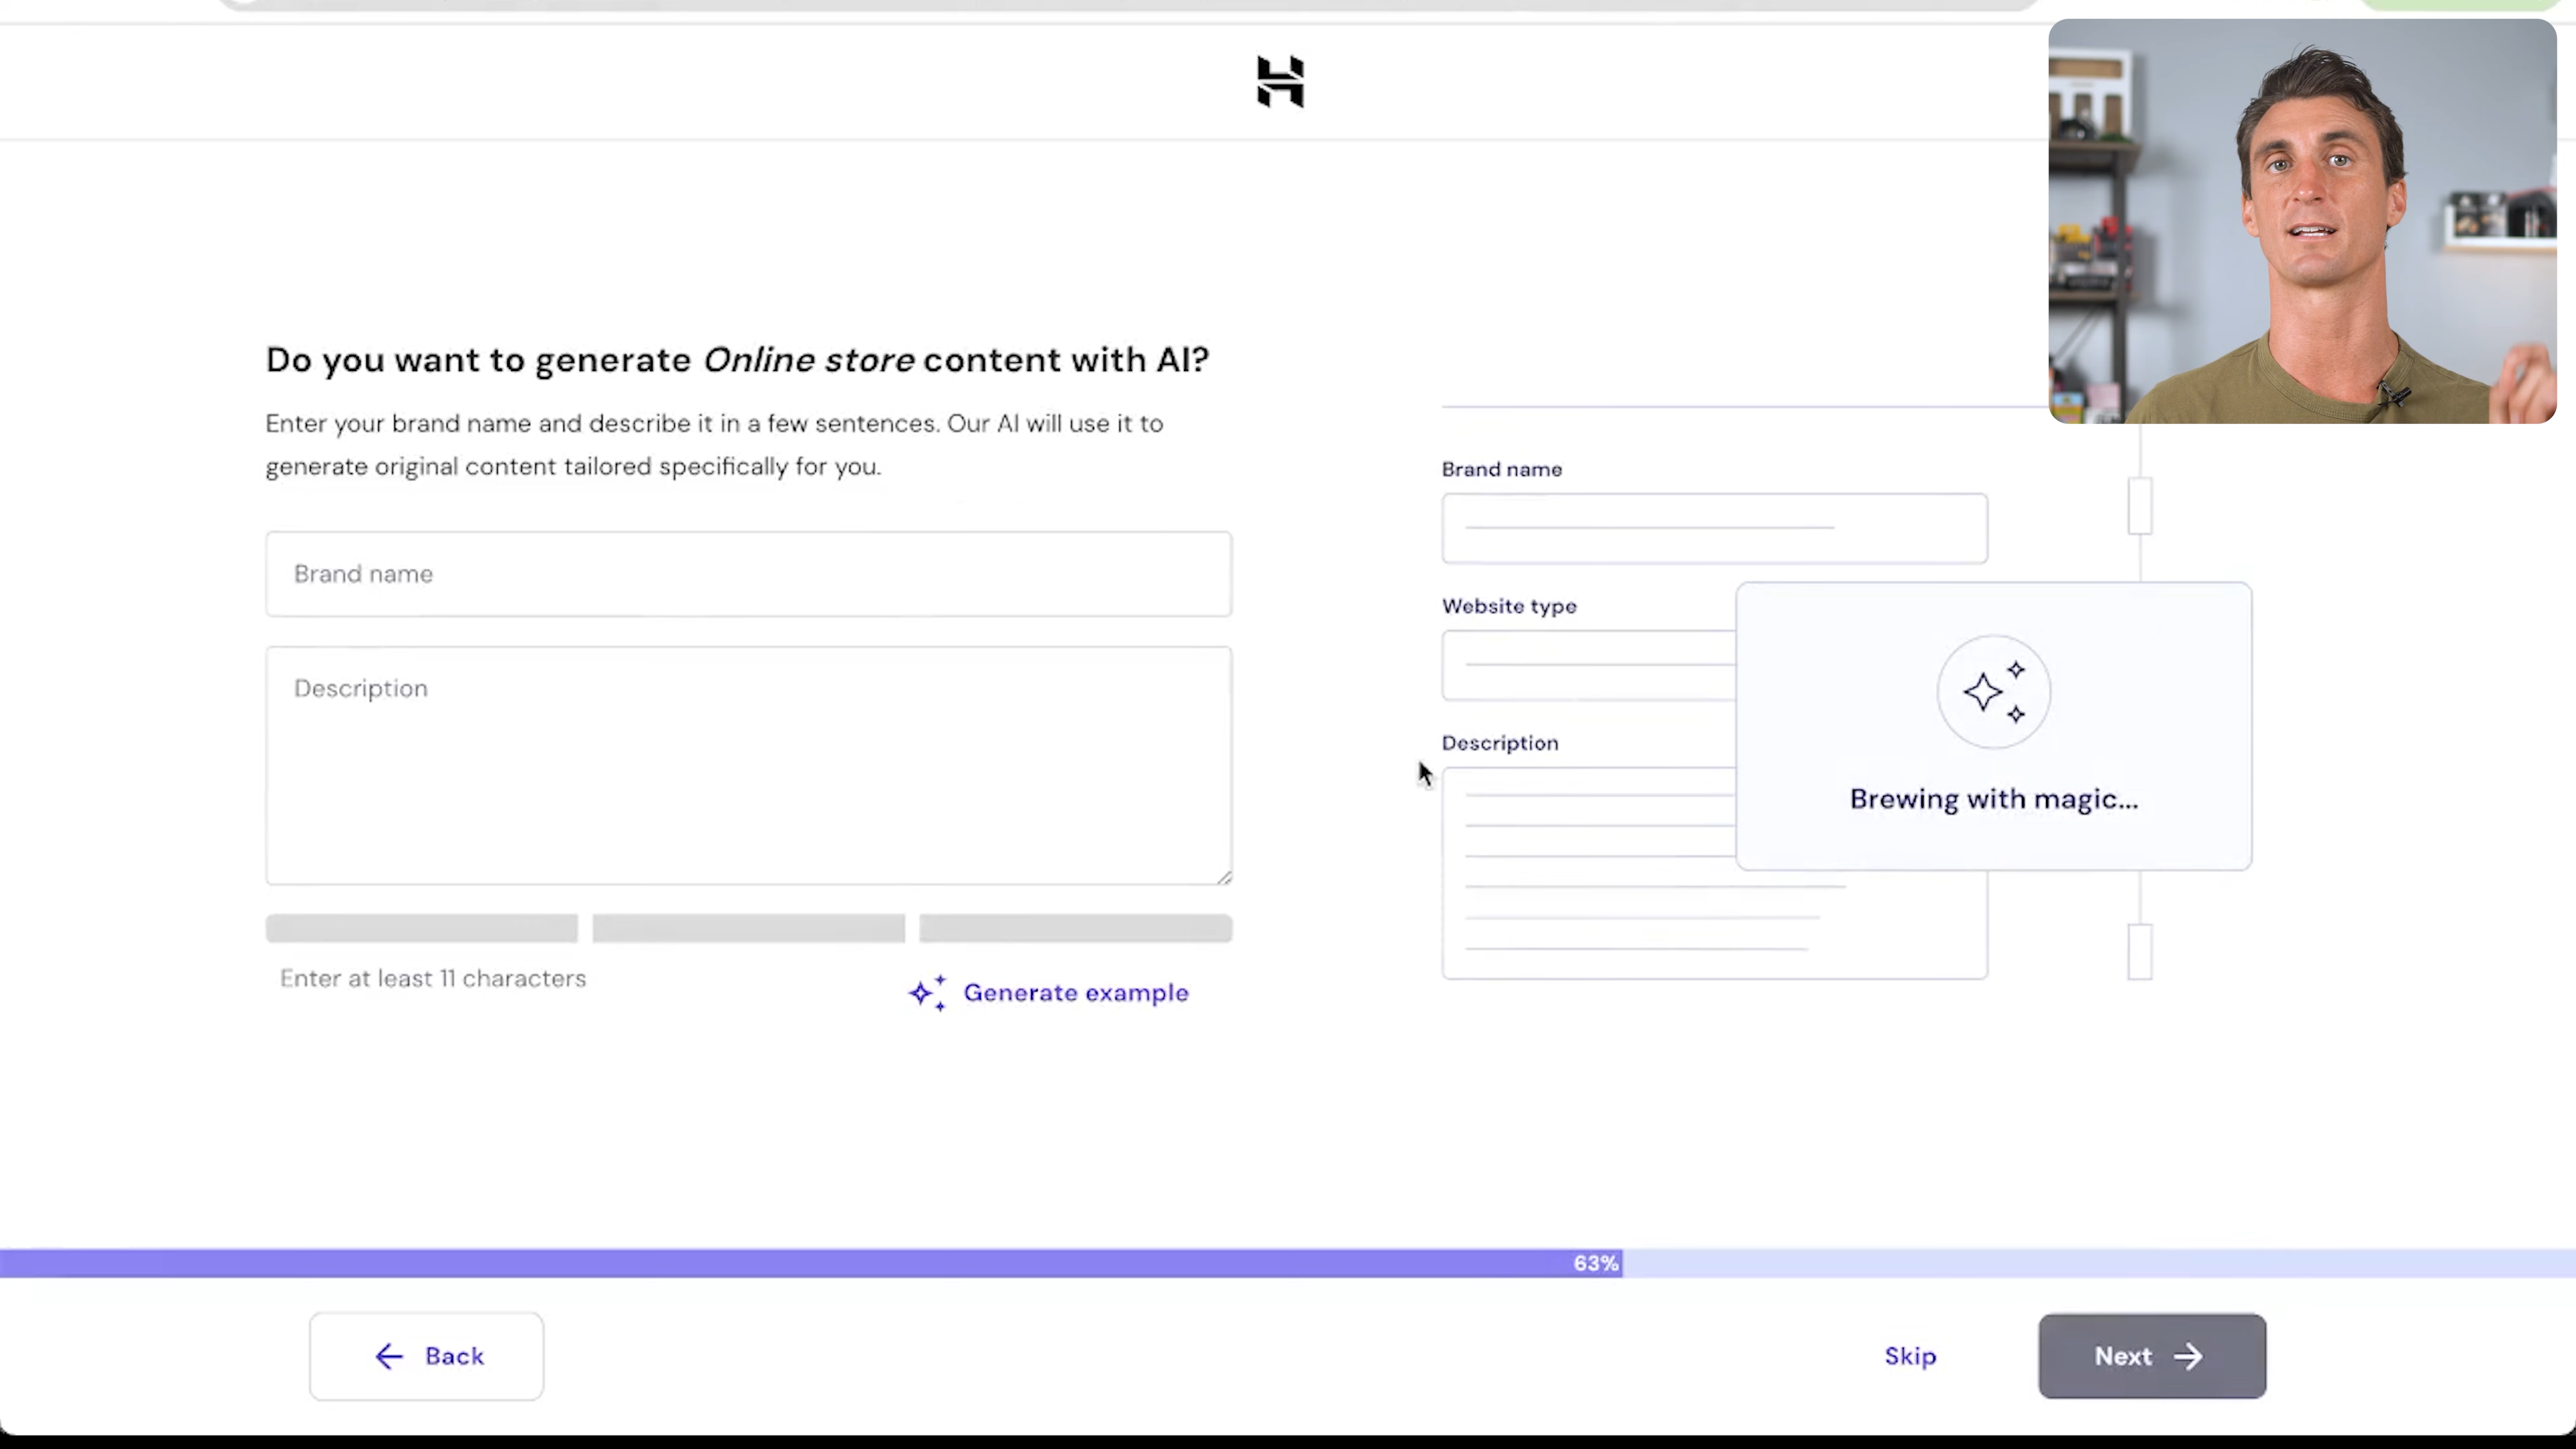 Do you want to generate Online store content with AI?
Enter your brand name and describe it in a few sentences. Our AI will use it to
generate original content tailored specifically for you.
Brand name
Description
Enter at least 11 characters
Generate example
Brand name
Website type
Description
Brewing with magic...
63%
Back
Skip
Next